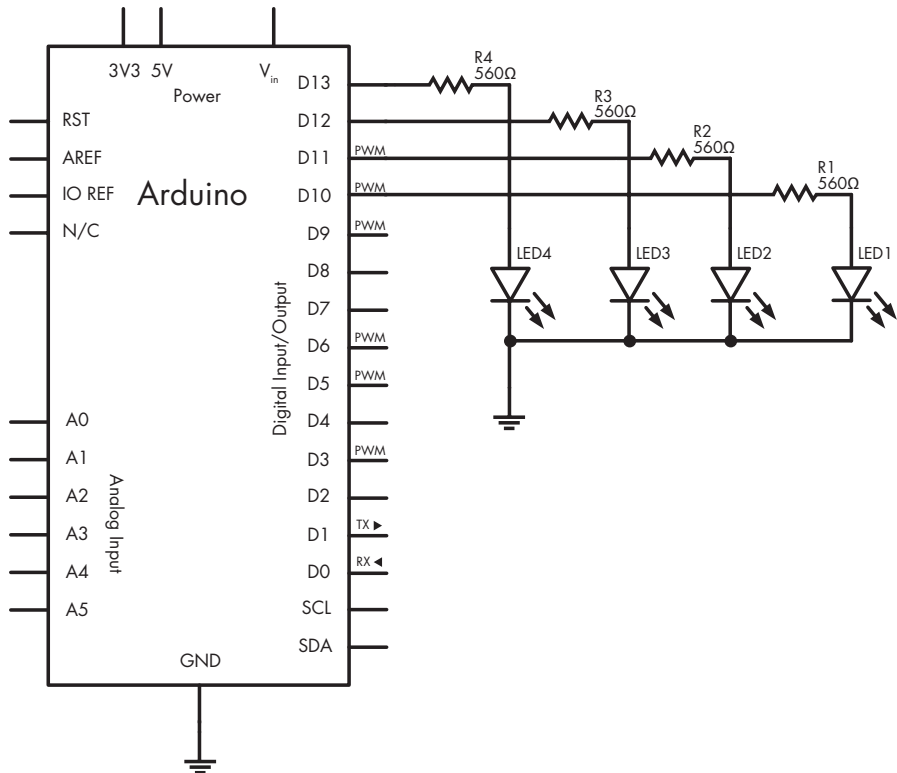 3V3 5V Vin
Power
RST
AREF
IO REF
N/C
Arduino
A0
A1
A2
A3
A4
A5
Analog Input
GND
Digital Input/Output
D13
D12
D11 PWM
D10 PWM
D9 PWM
D8
D7
D6 PWM
D5 PWM
D4
D3 PWM
D2
D1 TX ►
D0 RX ◄
SCL
SDA
R4
560Ω
R3
560Ω
R2
560Ω
R1
560Ω
LED4
LED3
LED2
LED1